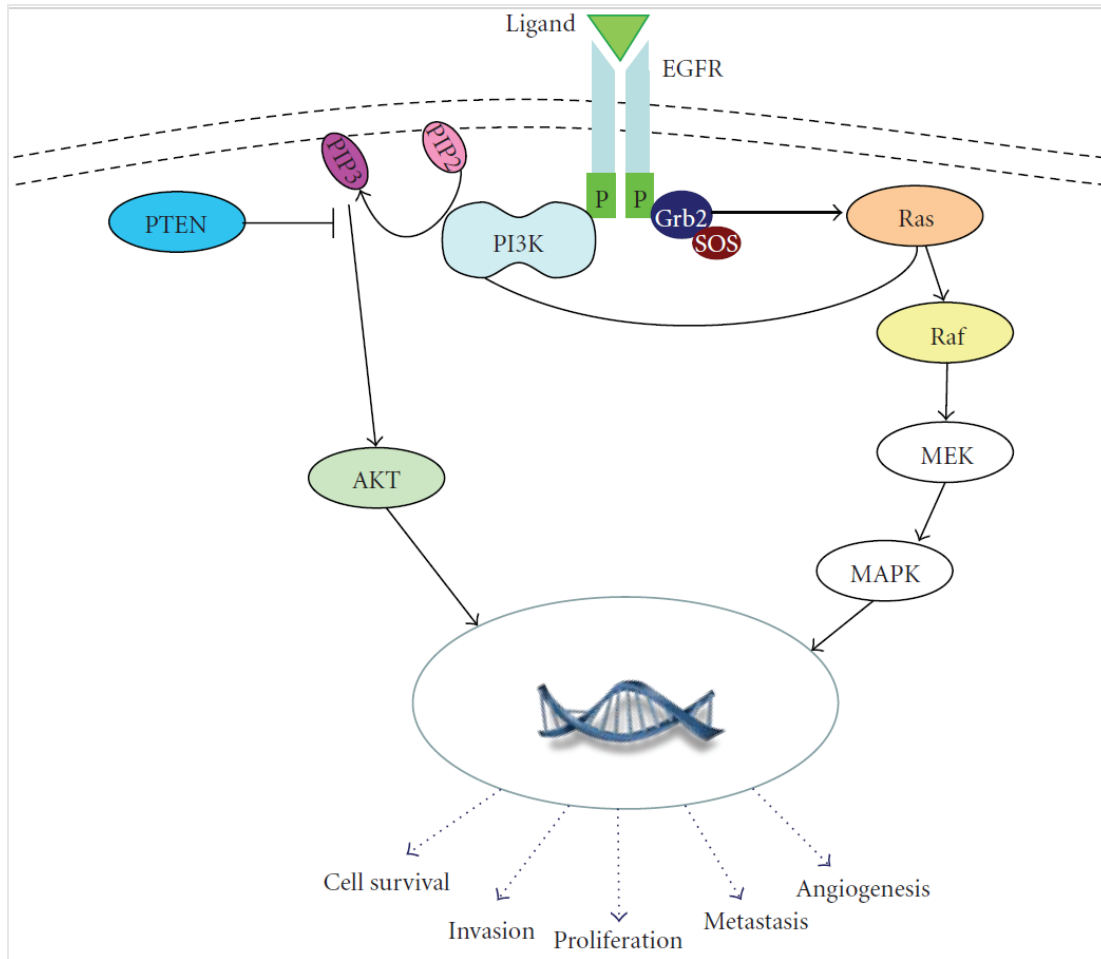 Ligand
EGFR
PIP3
PIP2
PTEN
PI3K
P
P
Grb2
SOS
Ras
Raf
MEK
AKT
MAPK
Cell survival
Invasion
Proliferation
Metastasis
Angiogenesis